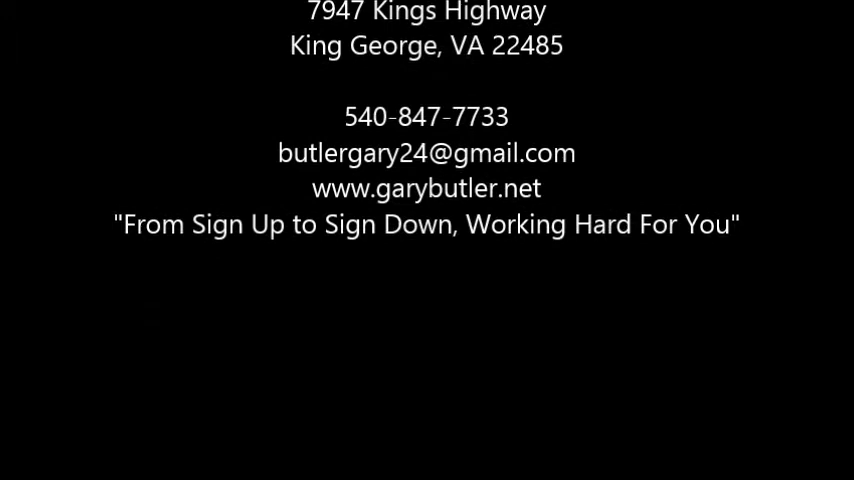 7947 Kings Highway
King George, VA 22485
540-847-7733
butlergary24@gmail.com
www.garybutler.net
"From Sign Up to Sign Down, Working Hard For You"